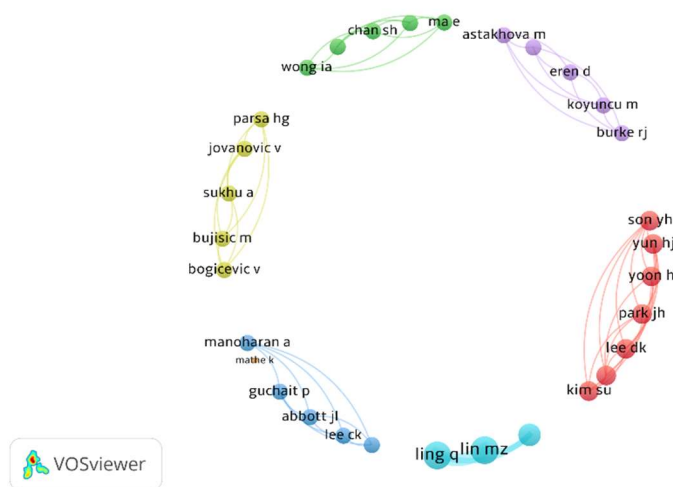 ma e
chan sh
wong ia
astakhova m
eren d
koyuncu m
burke rj
parsa hg
jovanovic v
sukhu a
bujisic m
bogicevic v
son yh
yun hj
yoon h
park jh
lee dk
kim su
manoharan a
mathe k
guchait p
abbott jl
lee ck
ling q
lin mz
VOSviewer